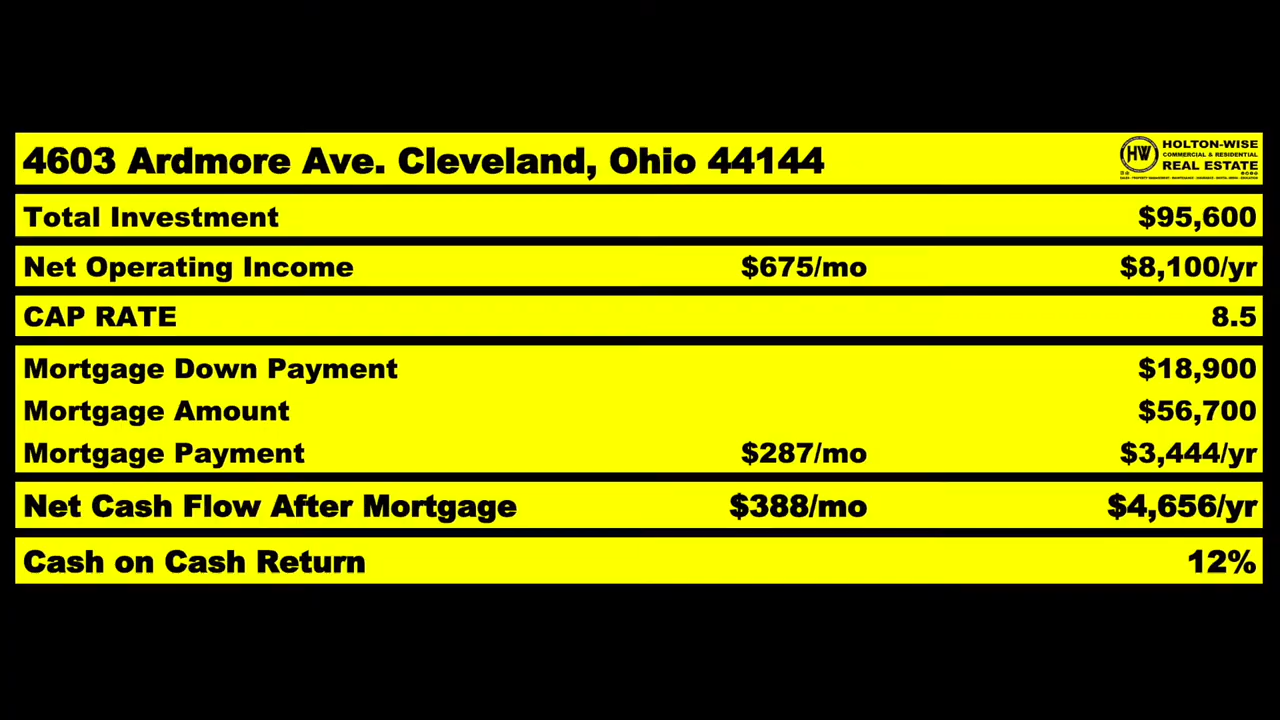 4603 Ardmore Ave. Cleveland, Ohio 44144
HOLTON-WISE
COMMERCIAL & RESIDENTIAL
REAL ESTATE
HW
Total Investment $95,600
Net Operating Income $675/mo $8,100/yr
CAP RATE 8.5
Mortgage Down Payment $18,900
Mortgage Amount $56,700
Mortgage Payment $287/mo $3,444/yr
Net Cash Flow After Mortgage $388/mo $4,656/yr
Cash on Cash Return 12%